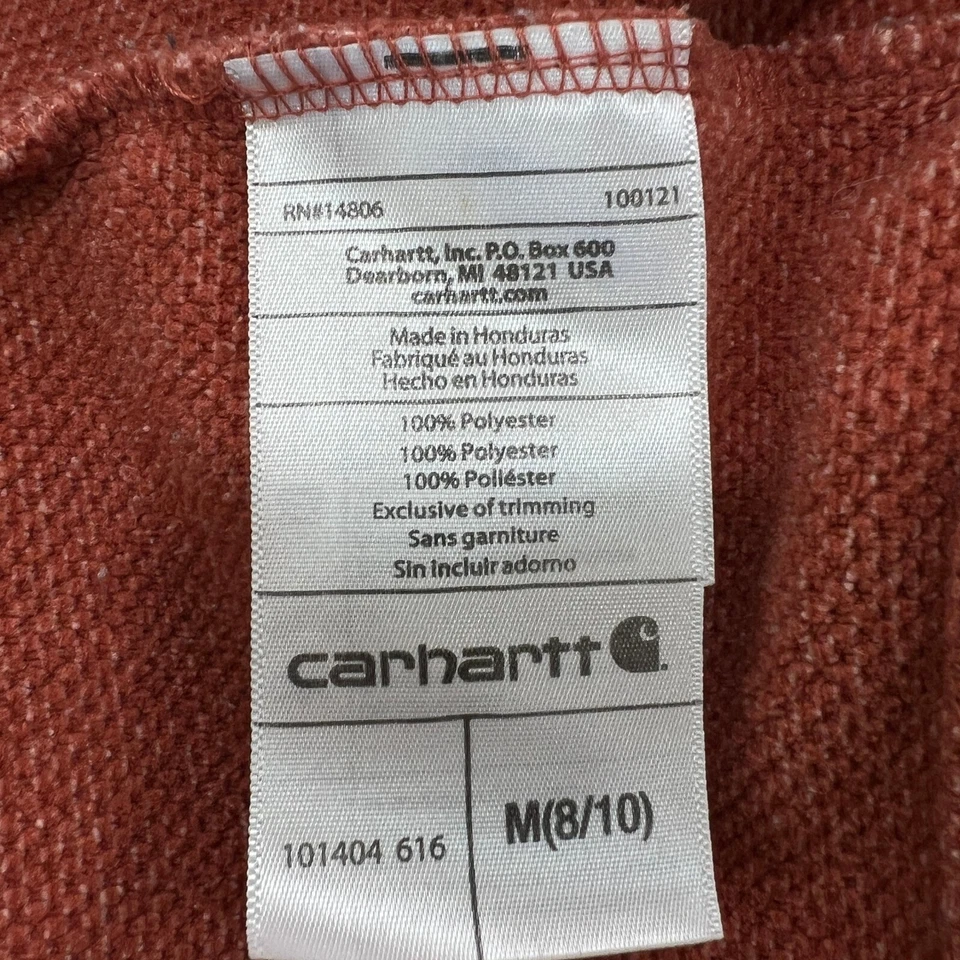 RN#14806 100121
Carhartt, Inc. P.O. Box 600
Dearborn, MI 48121 USA
carhartt.com
Made in Honduras
Fabriqué au Honduras
Hecho en Honduras
100% Polyester
100% Polyester
100% Poliéster
Exclusive of trimming
Sans garniture
Sin incluir adorno
carhartt
101404 616 M(8/10)